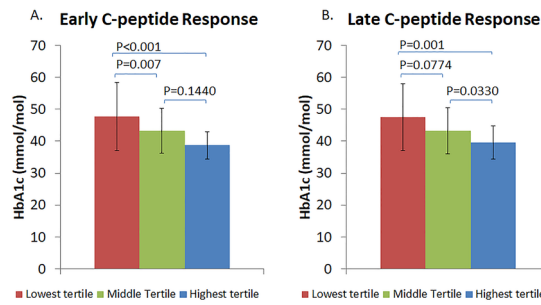 A. Early C-peptide Response
HbA1c (mmol/mol)
70
60
50
40
30
20
10
0
P<0.001
P=0.007
P=0.1440
Lowest tertile Middle Tertile Highest tertile
B. Late C-peptide Response
HbA1c (mmol/mol)
70
60
50
40
30
20
10
0
P=0.001
P=0.0774
P=0.0330
Lowest tertile Middle Tertile Highest tertile